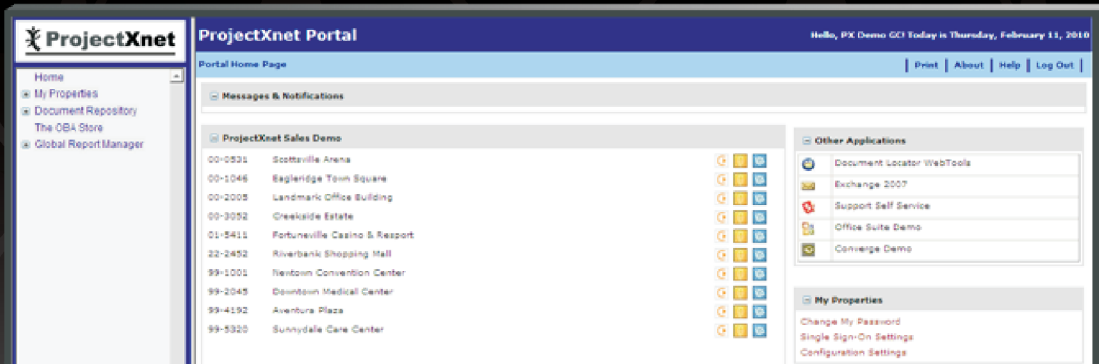 ProjectXnet
ProjectXnet Portal
Hello, PX Demo GC! Today is Thursday, February 11, 2010
Portal Home Page
Print | About | Help | Log Out |
Home
My Properties
Document Repository
The OBA Store
Global Report Manager
Messages & Notifications
ProjectXnet Sales Demo
00-0531 Scottsville Arena
00-1046 Eagleridge Town Square
00-2005 Landmark Office Building
00-3052 Creekside Estate
01-5411 Fortuneville Casino & Resport
22-2452 Riverbank Shopping Mall
99-1001 Newtown Convention Center
99-2045 Downtown Medical Center
99-4192 Aventura Plaza
99-5320 Sunnydale Care Center
Other Applications
Document Locator WebTools
Exchange 2007
Support Self Service
Office Suite Demo
Converge Demo
My Properties
Change My Password
Single Sign-On Settings
Configuration Settings